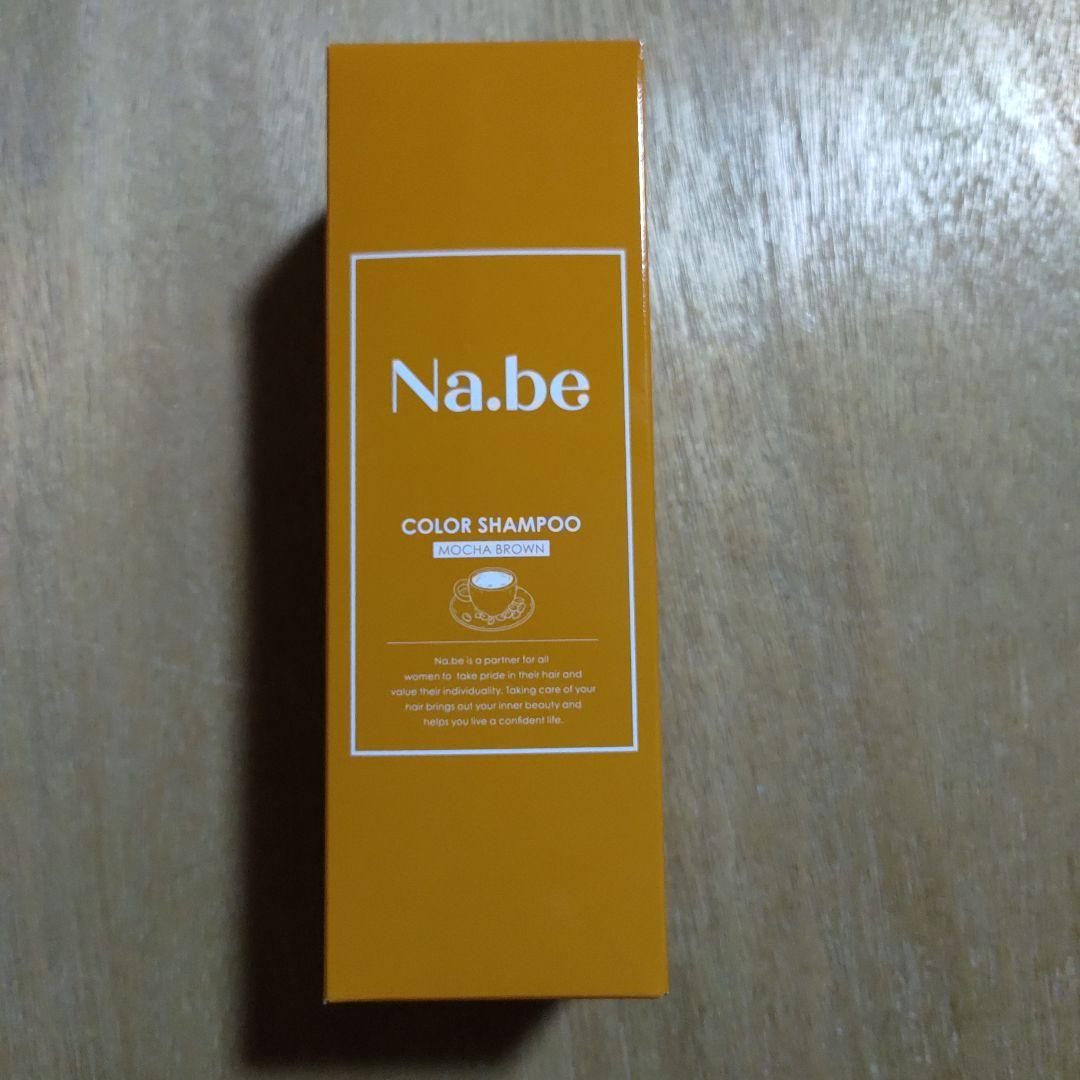 Na.be
COLOR SHAMPOO
MOCHA BROWN
Na.be is a partner for all
women to take pride in their hair and
value their individuality. Taking care of your
hair brings out your inner beauty and
helps you live a confident life.